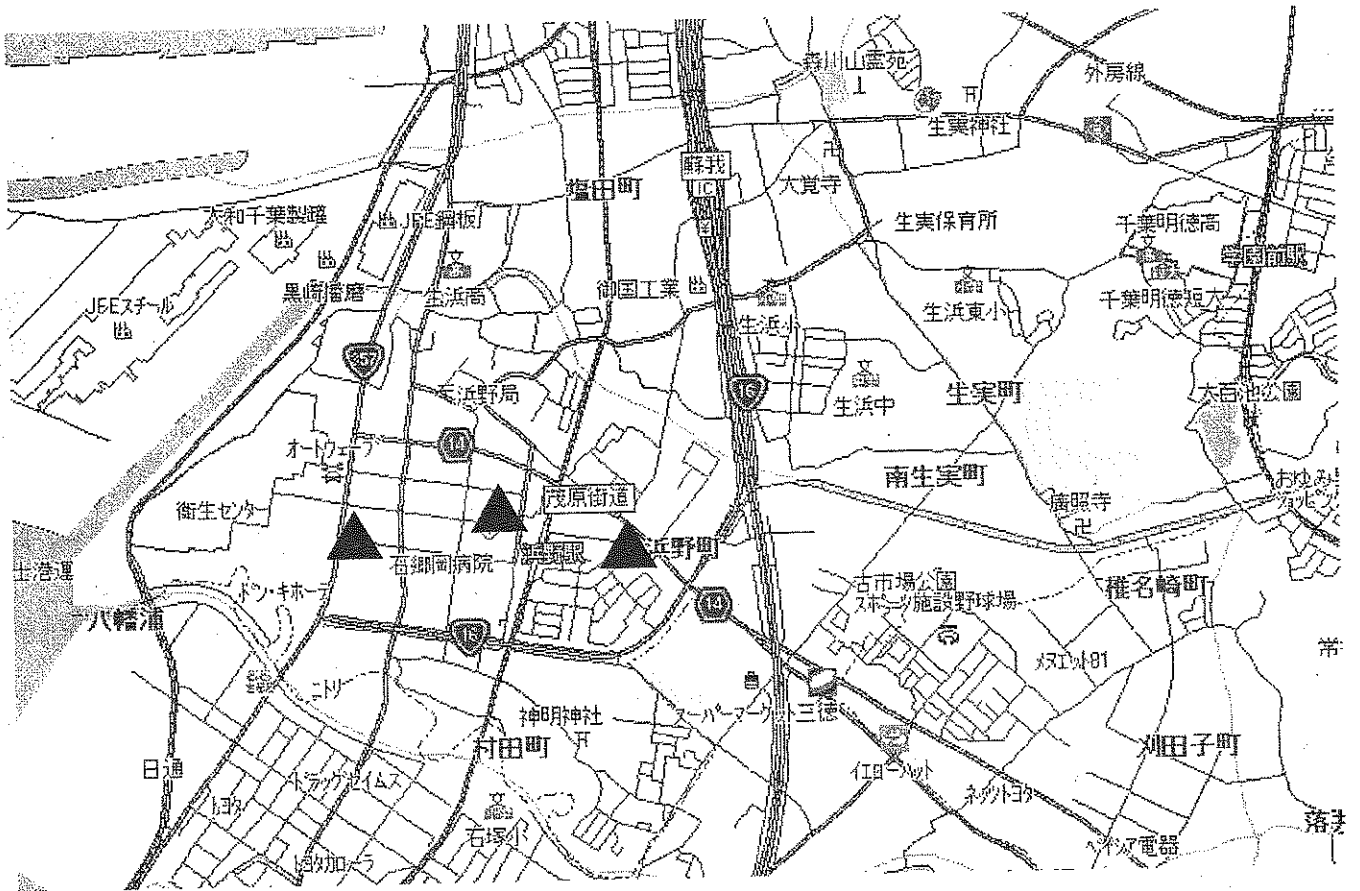 森川山霊苑
外房線
生実神社
蘇我
IC
大覚寺
塩田町
大和千葉製罐
JFE鋼板
生実保育所
千葉明徳高
学園前駅
黒崎播磨
生浜高
御国工業
JFEスチール
生浜小
生浜東小
千葉明徳短大
357
16
浜野局
生浜中
生実町
大百池公園
オートウェーブ
14
南生実町
茂原街道
衛生センター
廣照寺
石郷岡病院
浜野駅
浜野町
ドン・キホーテ
古市場公園
スポーツ施設野球場
椎名崎町
八幡浦
14
16
メヌエット81
ニトリ
神明神社
スーパーマーケット三徳
村田町
刈田子町
日通
イエローハット
ドラッグセイムス
トヨタ
ネッツトヨタ
石塚小
トヨタカローラ
ケイヨー電器